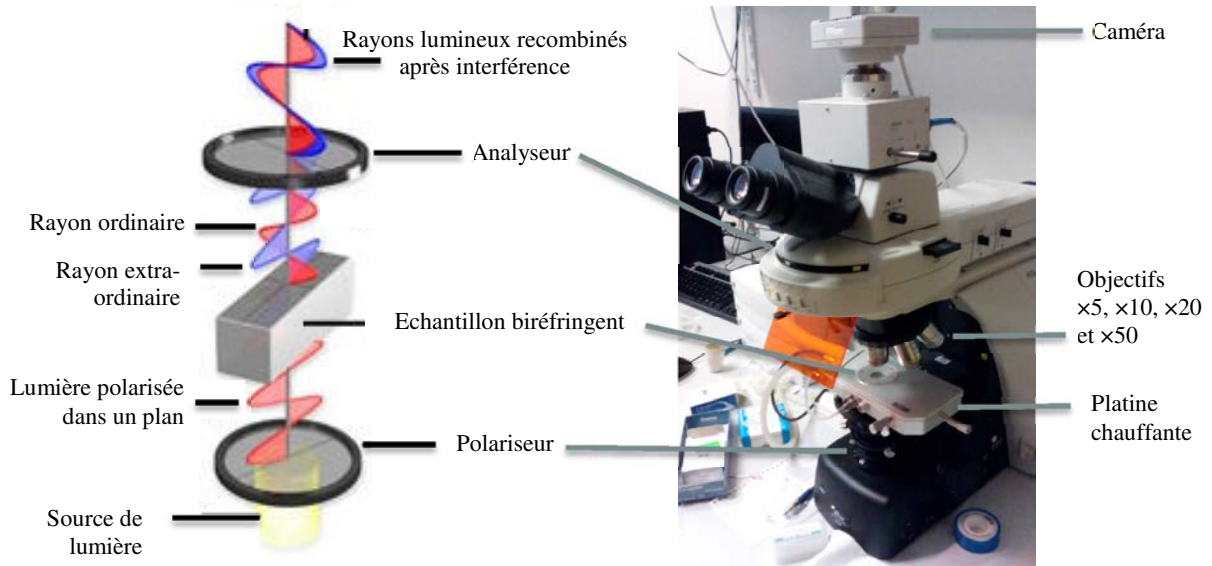 Rayons lumineux recombinés
après interférence
Analyseur
Rayon ordinaire
Rayon extra-
ordinaire
Echantillon biréfringent
Lumière polarisée
dans un plan
Polariseur
Source de
lumière
Caméra
Objectifs
×5, ×10, ×20
et ×50
Platine
chauffante